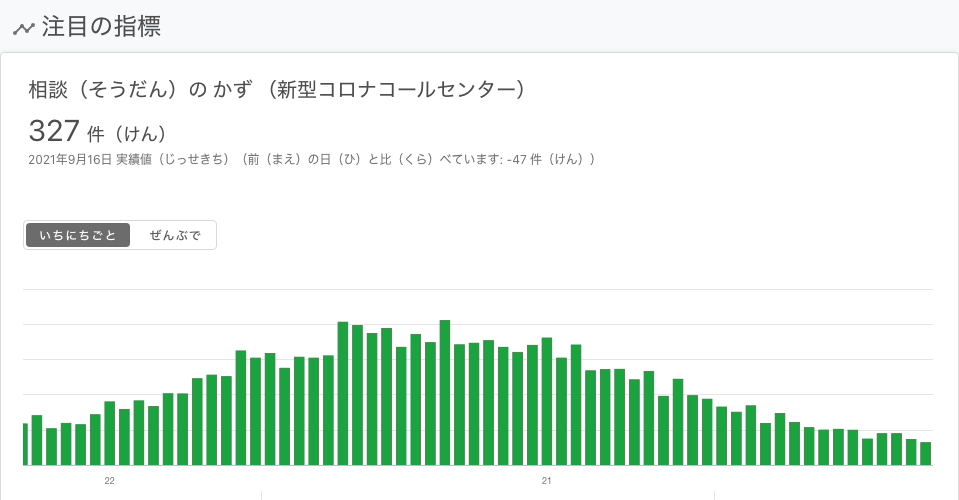 注目の指標
相談（そうだん）の かず （新型コロナコールセンター）
327 件（けん）
2021年9月16日 実績値（じっせきち）（前（まえ）の日（ひ）と比（くら）べています: -47 件（けん））
いちにちごと ぜんぶで
22 21